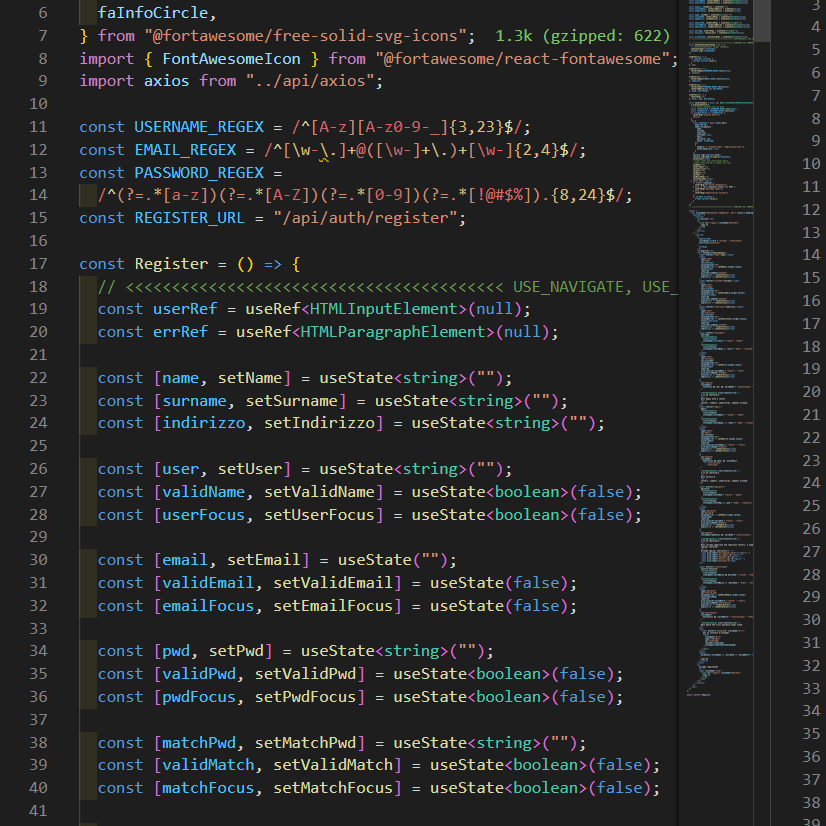 6 faInfoCircle,
7 } from "@fortawesome/free-solid-svg-icons"; 1.3k (gzipped: 622)
8 import { FontAwesomeIcon } from "@fortawesome/react-fontawesome";
9 import axios from "../api/axios";
10
11 const USERNAME_REGEX = /^[A-z][A-z0-9-_]{3,23}$/;
12 const EMAIL_REGEX = /^[\w-\.]+@([\w-]+\.)+[\w-]{2,4}$/;
13 const PASSWORD_REGEX =
14 /^(?=.*[a-z])(?=.*[A-Z])(?=.*[0-9])(?=.*[!@#$%]).{8,24}$/;
15 const REGISTER_URL = "/api/auth/register";
16
17 const Register = () => {
18 // <<<<<<<<<<<<<<<<<<<<<<<<<<<<<<<<<<<<<<<<< USE_NAVIGATE, USE_
19 const userRef = useRef<HTMLInputElement>(null);
20 const errRef = useRef<HTMLParagraphElement>(null);
21
22 const [name, setName] = useState<string>("");
23 const [surname, setSurname] = useState<string>("");
24 const [indirizzo, setIndirizzo] = useState<string>("");
25
26 const [user, setUser] = useState<string>("");
27 const [validName, setValidName] = useState<boolean>(false);
28 const [userFocus, setUserFocus] = useState<boolean>(false);
29
30 const [email, setEmail] = useState("");
31 const [validEmail, setValidEmail] = useState(false);
32 const [emailFocus, setEmailFocus] = useState(false);
33
34 const [pwd, setPwd] = useState<string>("");
35 const [validPwd, setValidPwd] = useState<boolean>(false);
36 const [pwdFocus, setPwdFocus] = useState<boolean>(false);
37
38 const [matchPwd, setMatchPwd] = useState<string>("");
39 const [validMatch, setValidMatch] = useState<boolean>(false);
40 const [matchFocus, setMatchFocus] = useState<boolean>(false);
41
3
4
5
6
7
8
9
10
11
12
13
14
15
16
17
18
19
20
21
22
23
24
25
26
27
28
29
30
31
32
33
34
35
36
37
38
39